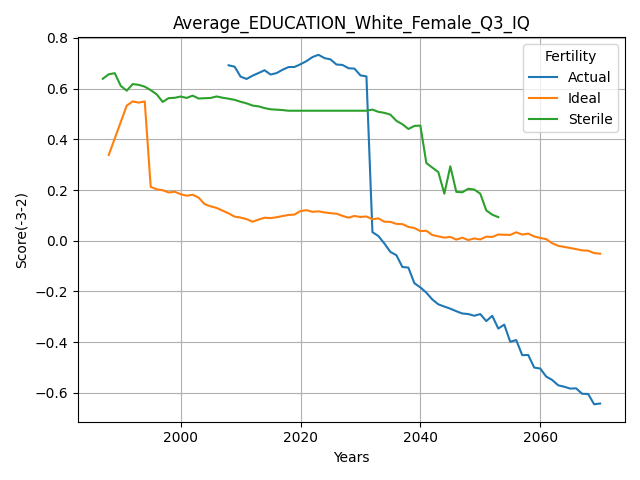 Average_EDUCATION_White_Female_Q3_IQ
Fertility
Actual
Ideal
Sterile
Score(-3-2)
0.8
0.6
0.4
0.2
0.0
−0.2
−0.4
−0.6
2000
2020
2040
2060
Years